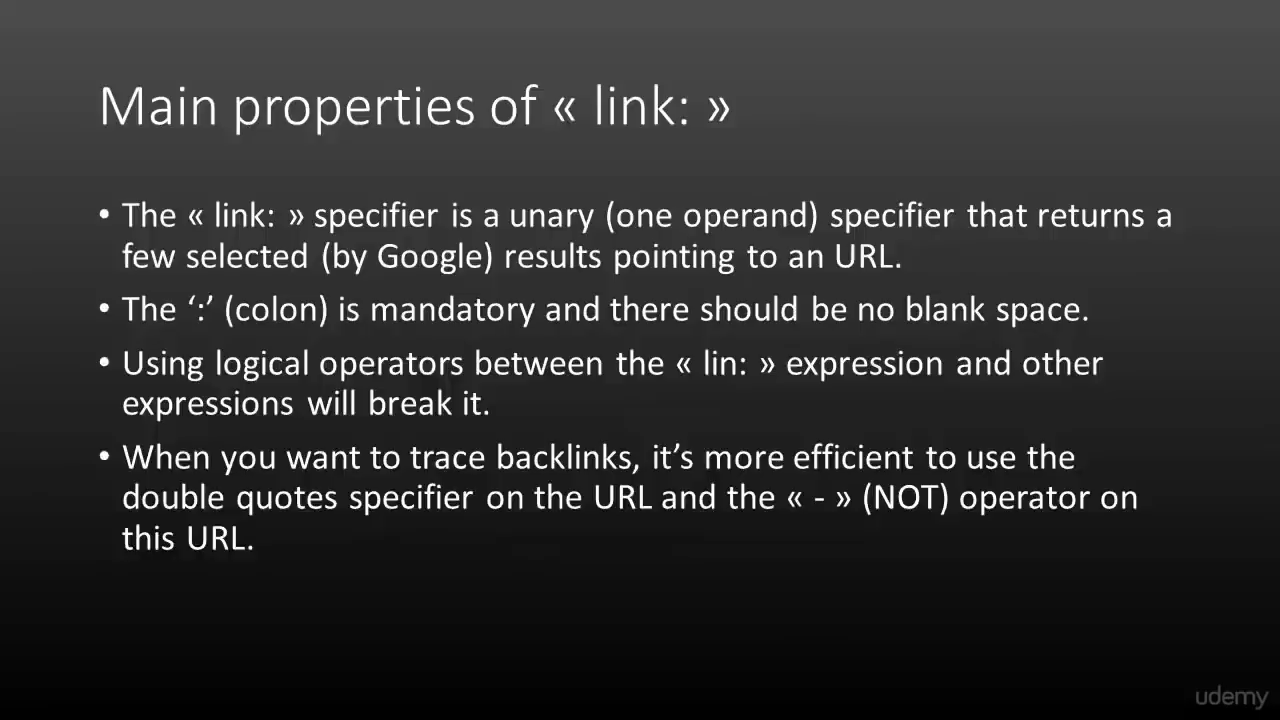 Main properties of « link: »
• The « link: » specifier is a unary (one operand) specifier that returns a
few selected (by Google) results pointing to an URL.
• The ‘:’ (colon) is mandatory and there should be no blank space.
• Using logical operators between the « lin: » expression and other
expressions will break it.
• When you want to trace backlinks, it’s more efficient to use the
double quotes specifier on the URL and the « - » (NOT) operator on
this URL.
udemy